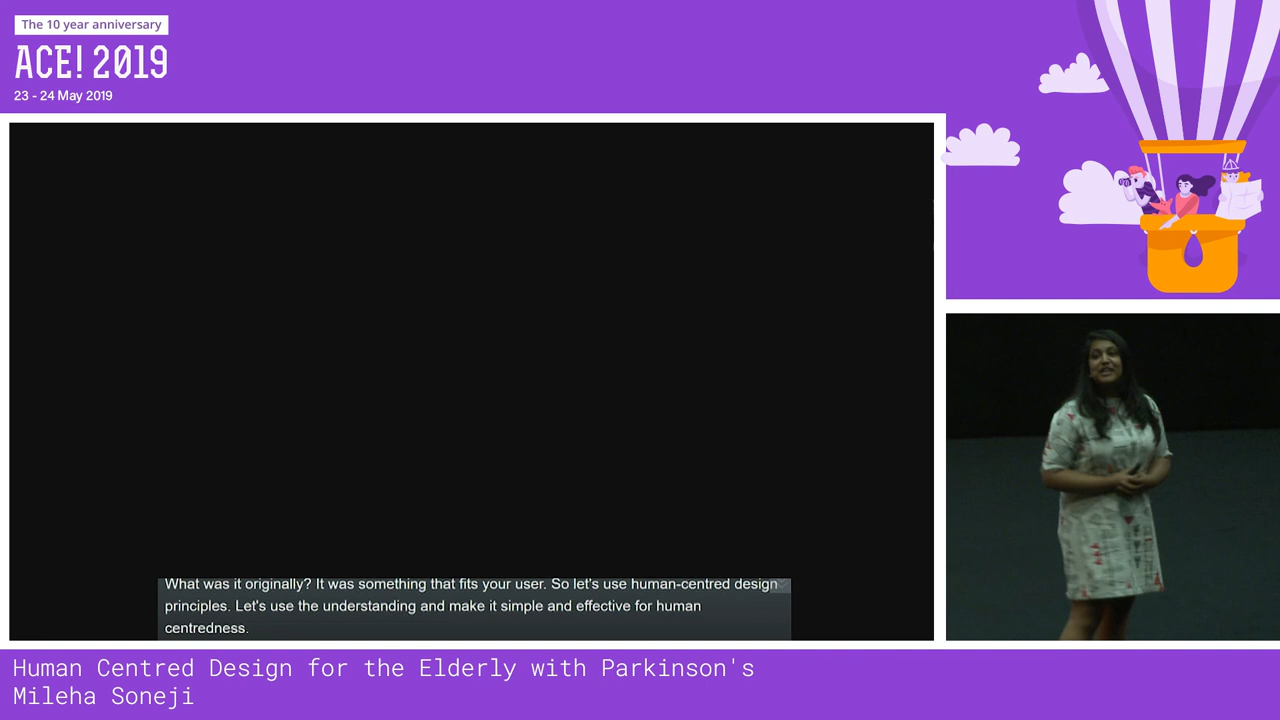 The 10 year anniversary
ACE! 2019
23 - 24 May 2019
What was it originally? It was something that fits your user. So let's use human-centred design
principles. Let's use the understanding and make it simple and effective for human
centredness.
Human Centred Design for the Elderly with Parkinson's
Mileha Soneji